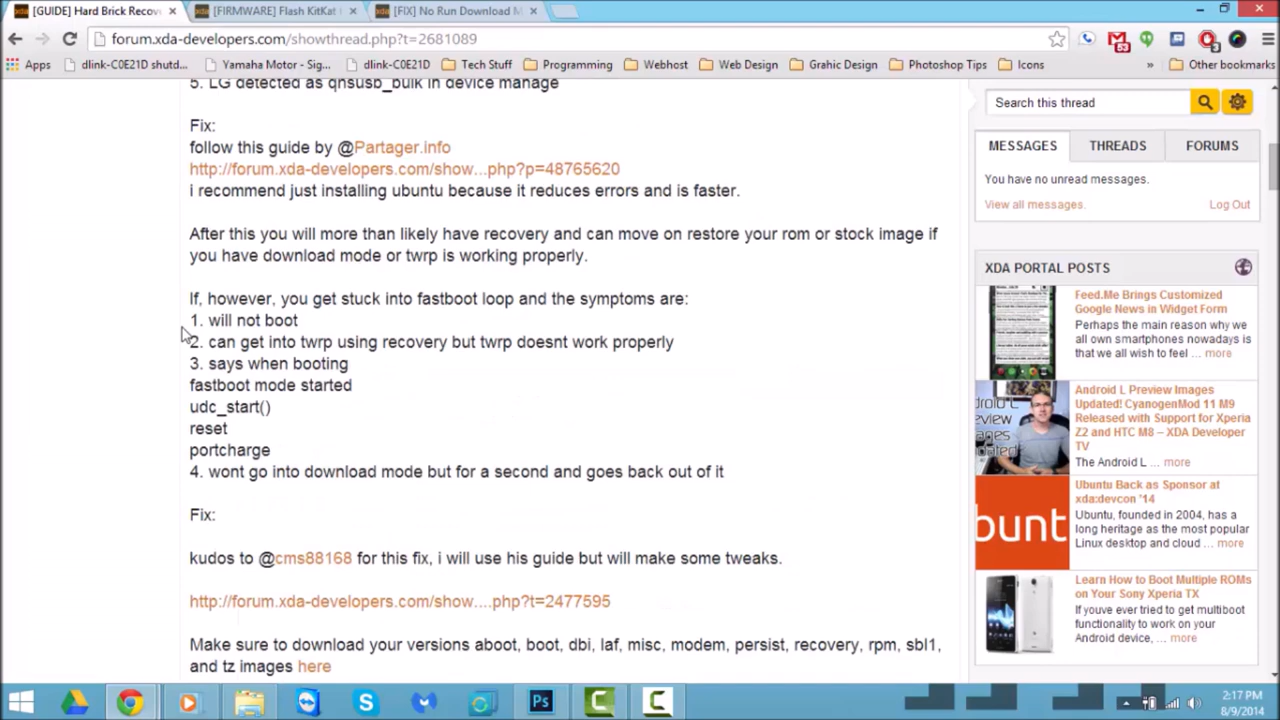 [GUIDE] Hard Brick Recov
[FIRMWARE] Flash KitKat
[FIX] No Run Download M
forum.xda-developers.com/showthread.php?t=2681089
Apps
dlink-C0E21D shutd...
Yamaha Motor - Sig...
dlink-C0E21D
Tech Stuff
Programming
Webhost
Web Design
Grahic Design
Photoshop Tips
Icons
»
Other bookmarks
5. LG detected as qhsusb_bulk in device manage
Fix:
follow this guide by @Partager.info
http://forum.xda-developers.com/show...php?p=48765620
i recommend just installing ubuntu because it reduces errors and is faster.
After this you will more than likely have recovery and can move on restore your rom or stock image if
you have download mode or twrp is working properly.
If, however, you get stuck into fastboot loop and the symptoms are:
1. will not boot
2. can get into twrp using recovery but twrp doesnt work properly
3. says when booting
fastboot mode started
udc_start()
reset
portcharge
4. wont go into download mode but for a second and goes back out of it
Fix:
kudos to @cms88168 for this fix, i will use his guide but will make some tweaks.
http://forum.xda-developers.com/show....php?t=2477595
Make sure to download your versions aboot, boot, dbi, laf, misc, modem, persist, recovery, rpm, sbl1,
and tz images here
Search this thread
MESSAGES
THREADS
FORUMS
You have no unread messages.
View all messages.
Log Out
XDA PORTAL POSTS
Feed.Me Brings Customized
Google News in Widget Form
Perhaps the main reason why we
all own smartphones nowadays is
that we all wish to feel ... more
Android L Preview Images
Updated! CyanogenMod 11 M9
Released with Support for Xperia
Z2 and HTC M8 – XDA Developer
TV
The Android L ... more
Ubuntu Back as Sponsor at
xda:devcon '14
Ubuntu, founded in 2004, has a
long heritage as the most popular
Linux desktop and cloud ... more
bunt
Learn How to Boot Multiple ROMs
on Your Sony Xperia TX
If youve ever tried to get multiboot
functionality to work on your
Android device, ... more
Ps
2:17 PM
8/9/2014